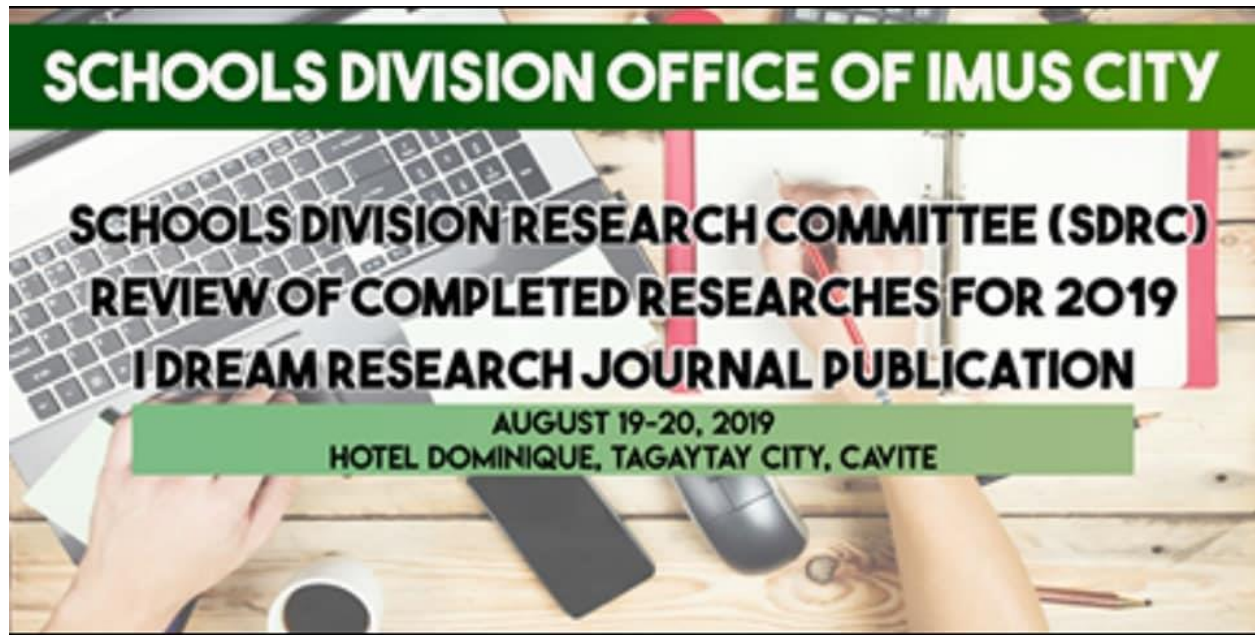 SCHOOLS DIVISION OFFICE OF IMUS CITY
SCHOOLS DIVISION RESEARCH COMMITTEE (SDRC)
REVIEW OF COMPLETED RESEARCHES FOR 2019
I DREAM RESEARCH JOURNAL PUBLICATION
AUGUST 19-20, 2019
HOTEL DOMINIQUE, TAGAYTAY CITY, CAVITE